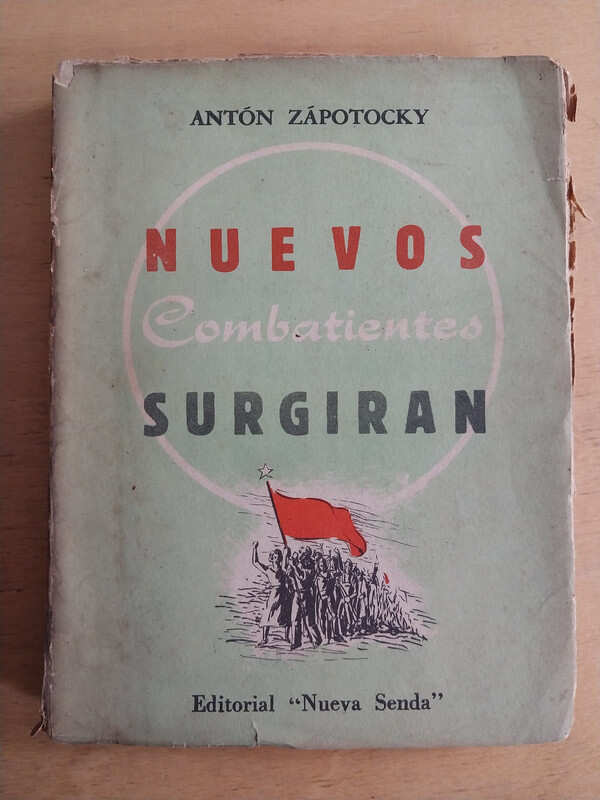 ANTÓN ZÁPOTOCKY
NUEVOS
Combatientes
SURGIRAN
Editorial “Nueva Senda”